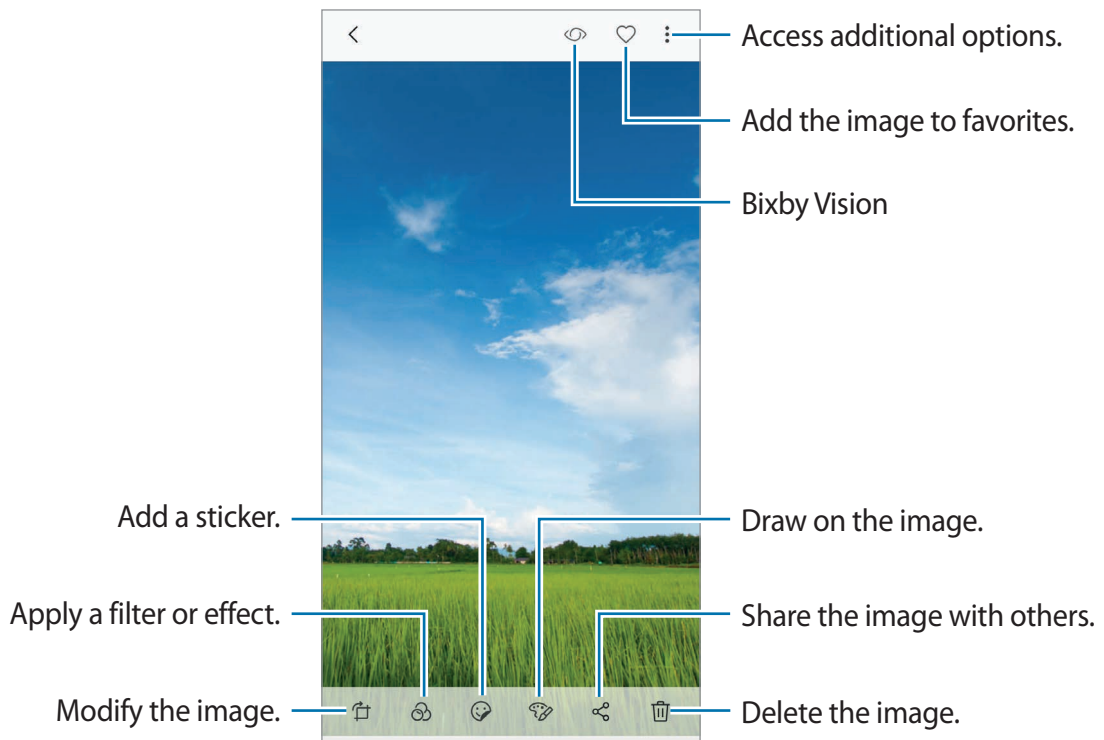 Access additional options.
Add the image to favorites.
Bixby Vision
Add a sticker.
Draw on the image.
Apply a filter or effect.
Share the image with others.
Modify the image.
Delete the image.